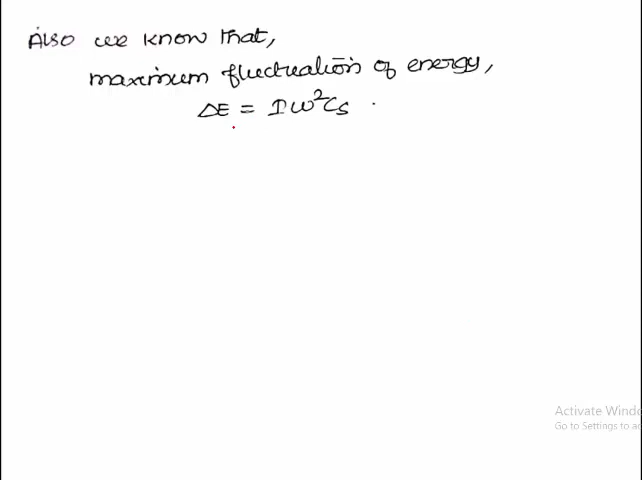 Also we know that,
maximum fluctuation of energy,
ΔE = Iω²Cs
Activate Windo
Go to Settings to a